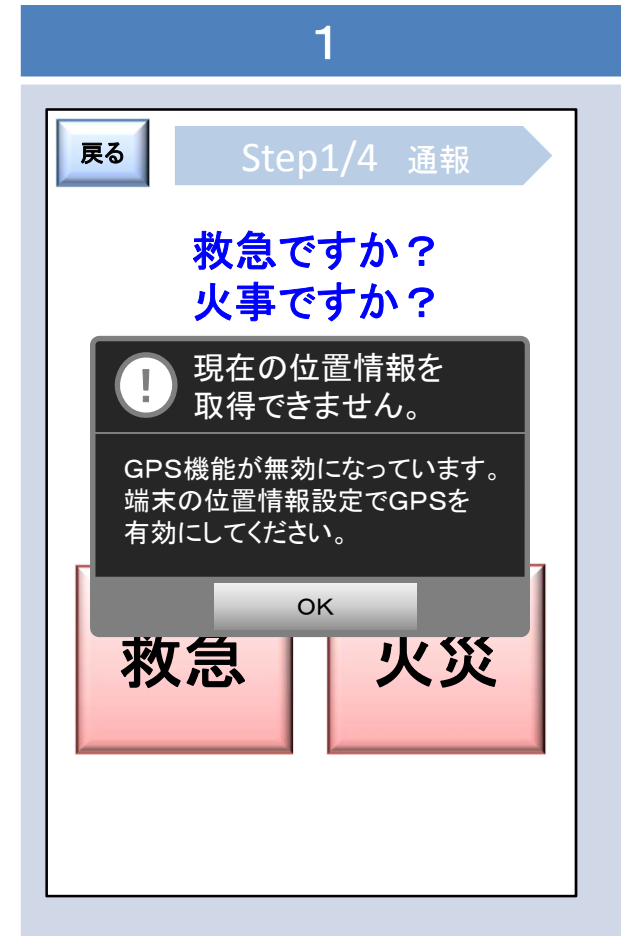 1
戻る
Step1/4 通報
救急ですか？
火事ですか？
現在の位置情報を
取得できません。
GPS機能が無効になっています。
端末の位置情報設定でGPSを
有効にしてください。
OK
救急
火災